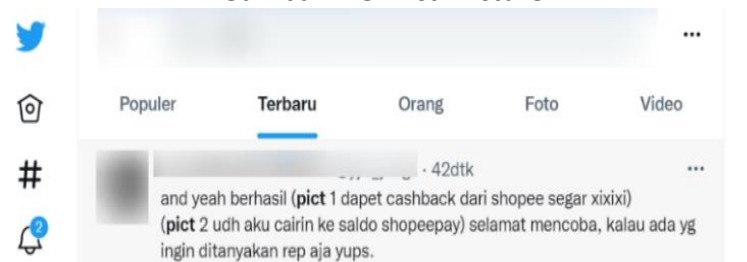 Populer Terbaru Orang Foto Video
· 42dtk
and yeah berhasil (pict 1 dapet cashback dari shopee segar xixixi)
(pict 2 udh aku cairin ke saldo shopeepay) selamat mencoba, kalau ada yg
ingin ditanyakan rep aja yups.
2